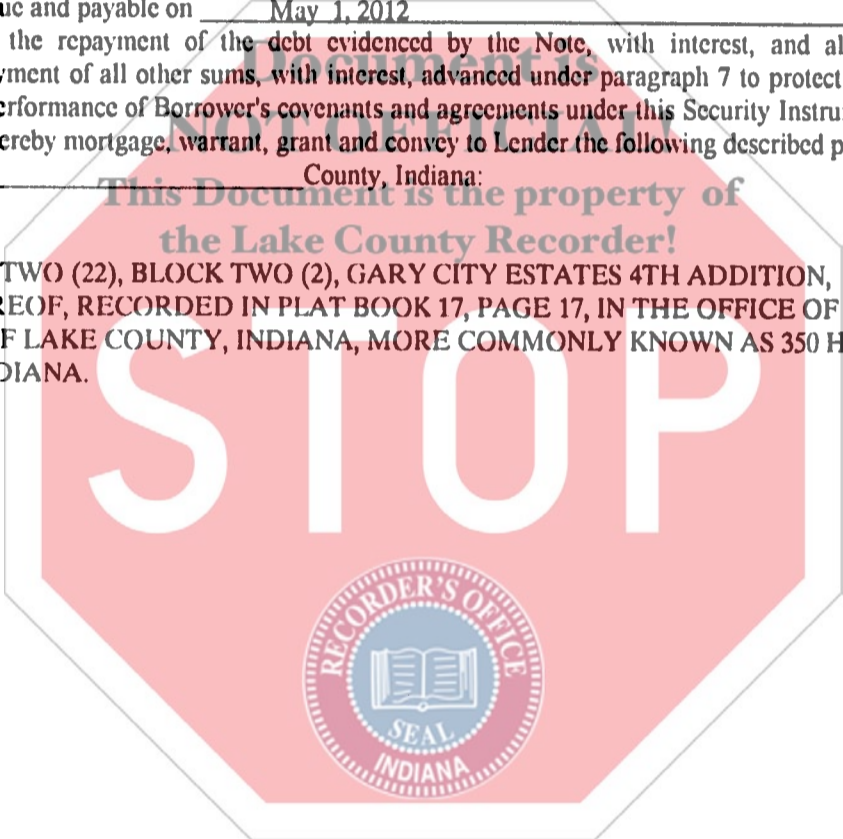 ue and payable on May 1, 2012
the repayment of the debt evidenced by the Note, with interest, and al
yment of all other sums, with interest, advanced under paragraph 7 to protect
Document is
erformance of Borrower's covenants and agreements under this Security Instru
NOT OFFICIAL!
ereby mortgage, warrant, grant and convey to Lender the following described p
County, Indiana:
This Document is the property of
the Lake County Recorder!
TWO (22), BLOCK TWO (2), GARY CITY ESTATES 4TH ADDITION,
REOF, RECORDED IN PLAT BOOK 17, PAGE 17, IN THE OFFICE OF
F LAKE COUNTY, INDIANA, MORE COMMONLY KNOWN AS 350 H
DIANA.
STOP
RECORDER'S OFFICE
SEAL
INDIANA